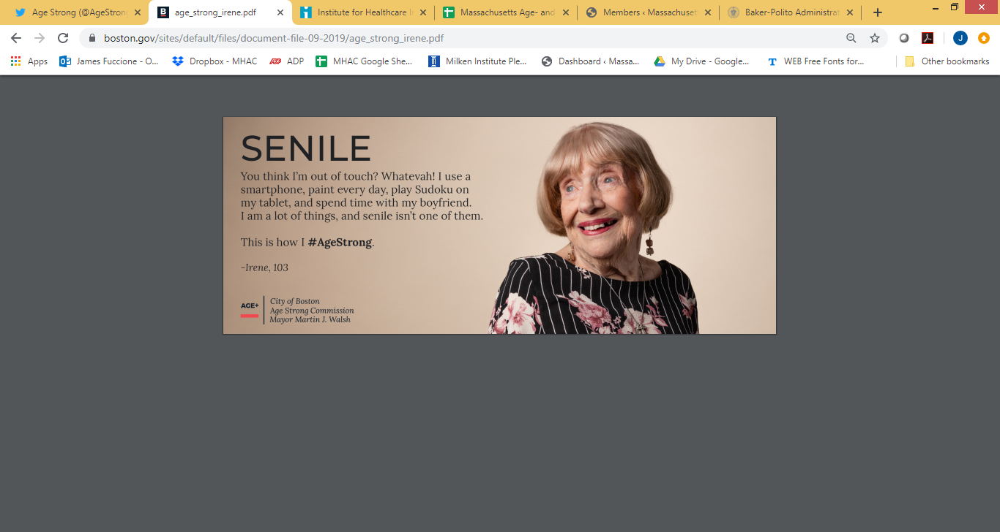 Age Strong (@AgeStron
age_strong_irene.pdf
Institute for Healthcare I
Massachusetts Age- and
Members ‹ Massachuset
Baker-Polito Administrat
boston.gov/sites/default/files/document-file-09-2019/age_strong_irene.pdf
J
Apps
James Fuccione - O...
Dropbox - MHAC
ADP
MHAC Google She...
Milken Institute Ple...
Dashboard ‹ Massa...
My Drive - Google...
WEB Free Fonts for...
Other bookmarks
SENILE
You think I’m out of touch? Whatevah! I use a
smartphone, paint every day, play Sudoku on
my tablet, and spend time with my boyfriend.
I am a lot of things, and senile isn’t one of them.
This is how I #AgeStrong.
-Irene, 103
AGE+
City of Boston
Age Strong Commission
Mayor Martin J. Walsh